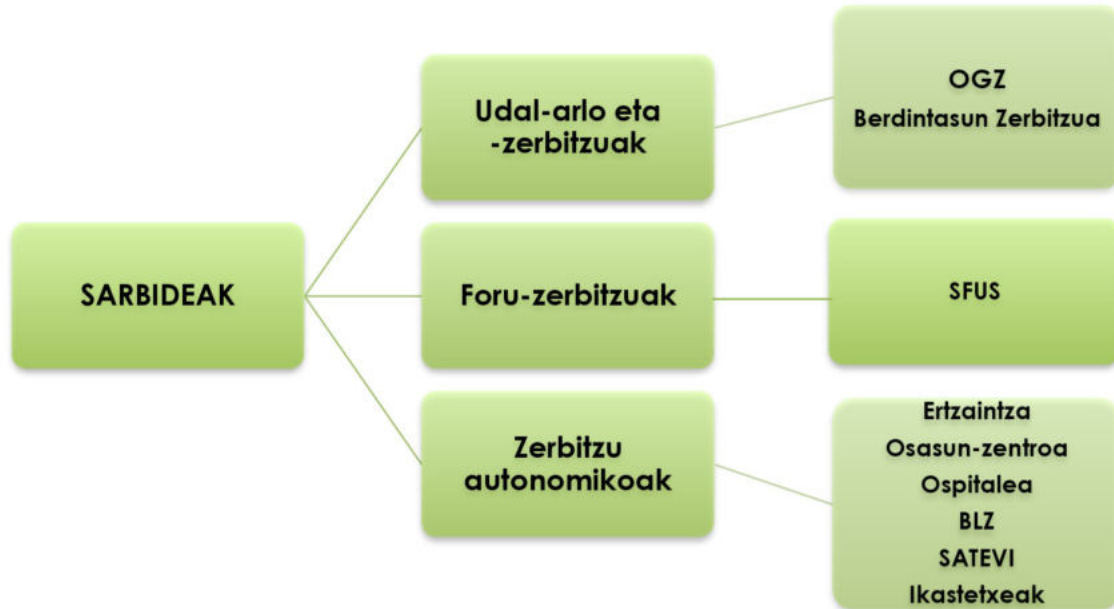 SARBIDEAK
Udal-arlo eta
-zerbitzuak
OGZ
Berdintasun Zerbitzua
Foru-zerbitzuak
SFUS
Zerbitzu
autonomikoak
Ertzaintza
Osasun-zentroa
Ospitalea
BLZ
SATEVI
Ikastetxeak